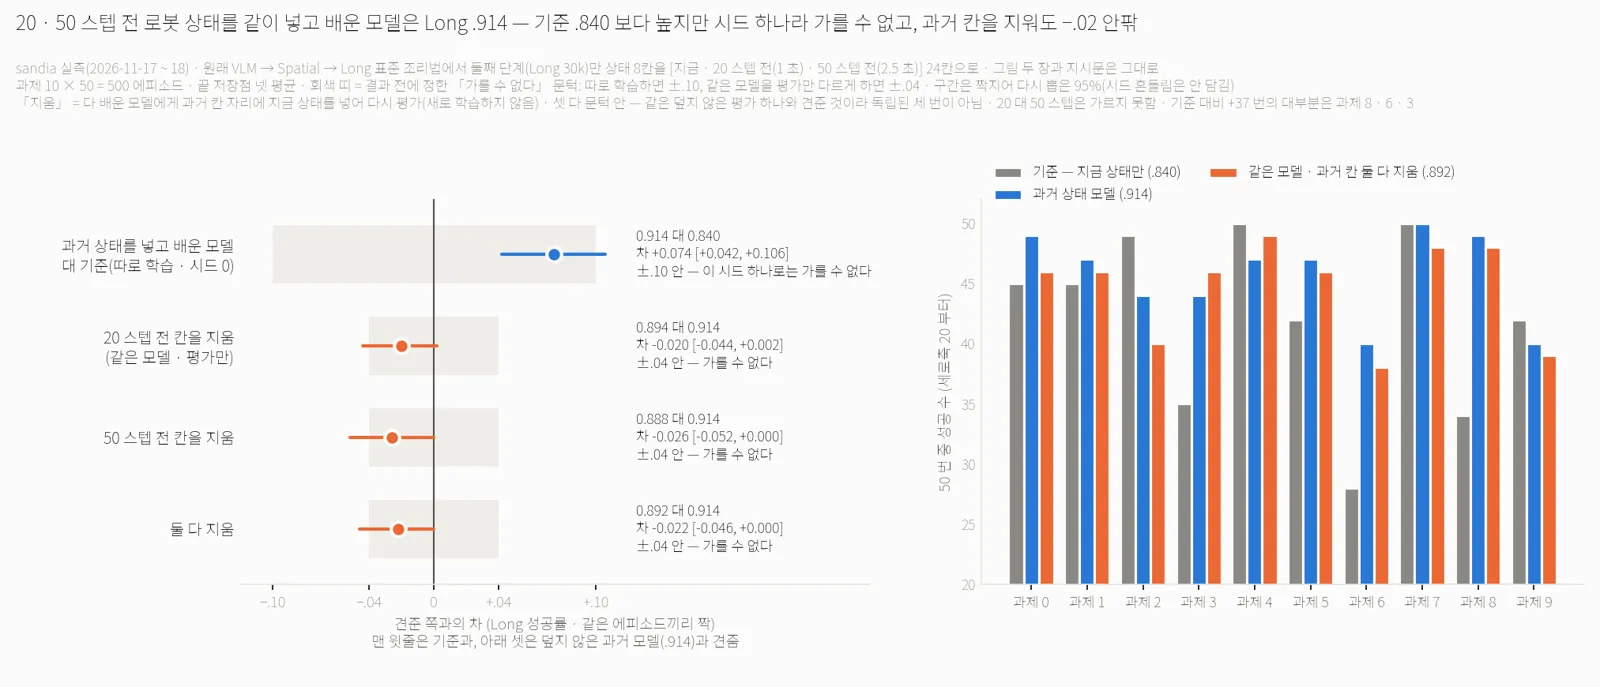 20 · 50 스텝 전 로봇 상태를 같이 넣고 배운 모델은 Long .914 — 기준 .840 보다 높지만 시드 하나라 가를 수 없고, 과거 칸을 지워도 −.02 안팎
sandia 실측(2026-11-17 ~ 18) · 원래 VLM → Spatial → Long 표준 조리법에서 둘째 단계(Long 30k)만 상태 8칸을 [지금 · 20 스텝 전(1 초) · 50 스텝 전(2.5 초)] 24칸으로 · 그림 두 장과 지시문은 그대로
과제 10 × 50 = 500 에피소드 · 끝 저장점 넷 평균 · 회색 띠 = 결과 전에 정한 「가를 수 없다」 문턱: 따로 학습하면 ±.10, 같은 모델을 평가만 다르게 하면 ±.04 · 구간은 짝지어 다시 뽑은 95%(시드 흔들림은 안 담김)
「지움」 = 다 배운 모델에게 과거 칸 자리에 지금 상태를 넣어 다시 평가(새로 학습하지 않음) · 셋 다 문턱 안 — 같은 덮지 않은 평가 하나와 견준 것이라 독립된 세 번이 아님 · 20 대 50 스텝은 가르지 못함 · 기준 대비 +37 번의 대부분은 과제 8 · 6 · 3
과거 상태를 넣고 배운 모델
대 기준(따로 학습 · 시드 0)
0.914 대 0.840
차 +0.074 [+0.042, +0.106]
±.10 안 — 이 시드 하나로는 가를 수 없다
20 스텝 전 칸을 지움
(같은 모델 · 평가만)
0.894 대 0.914
차 -0.020 [-0.044, +0.002]
±.04 안 — 가를 수 없다
50 스텝 전 칸을 지움
0.888 대 0.914
차 -0.026 [-0.052, +0.000]
±.04 안 — 가를 수 없다
둘 다 지움
0.892 대 0.914
차 -0.022 [-0.046, +0.000]
±.04 안 — 가를 수 없다
−.10 −.04 0 +.04 +.10
견준 쪽과의 차 (Long 성공률 · 같은 에피소드끼리 짝)
맨 윗줄은 기준과, 아래 셋은 덮지 않은 과거 모델(.914)과 견줌
기준 — 지금 상태만 (.840)
과거 상태 모델 (.914)
같은 모델 · 과거 칸 둘 다 지움 (.892)
50 번 중 성공 수 (세로축 20 부터)
50
45
40
35
30
25
20
과제 0 과제 1 과제 2 과제 3 과제 4 과제 5 과제 6 과제 7 과제 8 과제 9